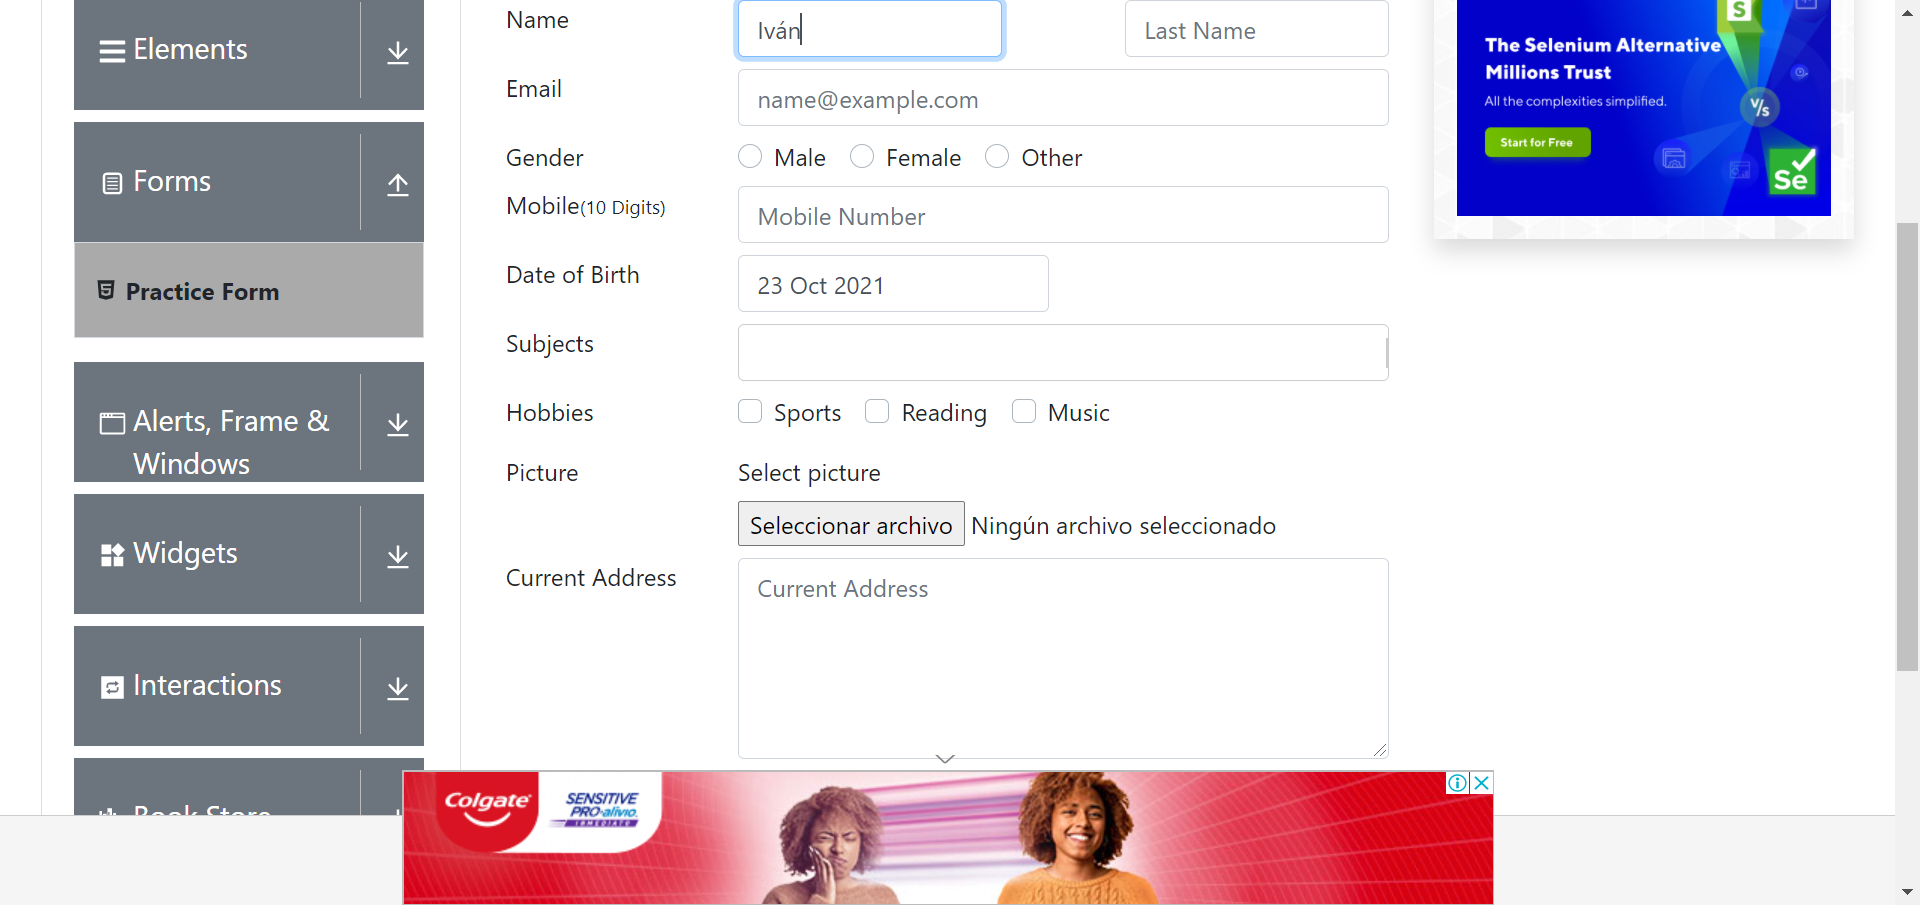 Elements
Forms
Practice Form
Alerts, Frame &
Windows
Widgets
Interactions
Book Store
Name
Iván
Last Name
Email
name@example.com
Gender
Male
Female
Other
Mobile(10 Digits)
Mobile Number
Date of Birth
23 Oct 2021
Subjects
Hobbies
Sports
Reading
Music
Picture
Select picture
Seleccionar archivo
Ningún archivo seleccionado
Current Address
Current Address
S
The Selenium Alternative
Millions Trust
All the complexities simplified.
V/s
Start for Free
Se
Colgate
SENSITIVE
PRO-alivio
INMEDIATO